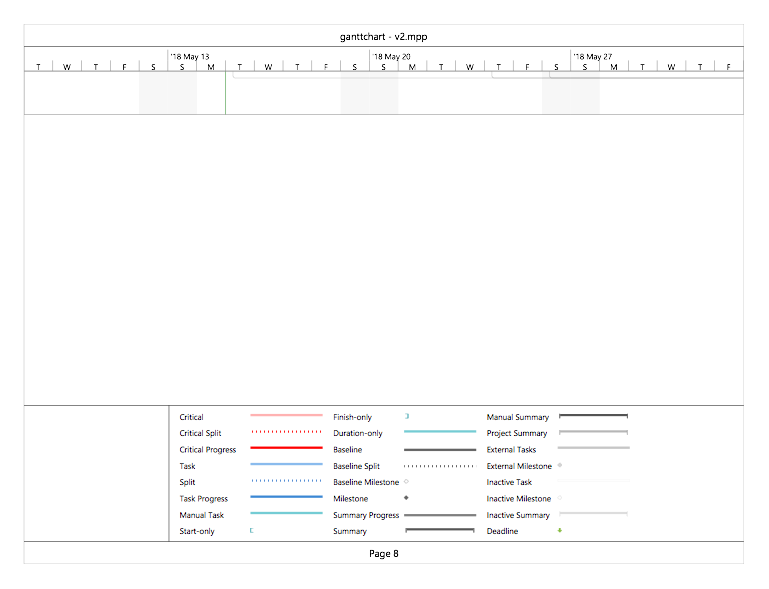 ganttchart - v2.mpp
'18 May 13 '18 May 20 '18 May 27
T W T F S S M T W T F S S M T W T F S S M T W T F
Critical Finish-only Manual Summary
Critical Split Duration-only Project Summary
Critical Progress Baseline External Tasks
Task Baseline Split External Milestone
Split Baseline Milestone Inactive Task
Task Progress Milestone Inactive Milestone
Manual Task Summary Progress Inactive Summary
Start-only Summary Deadline
Page 8